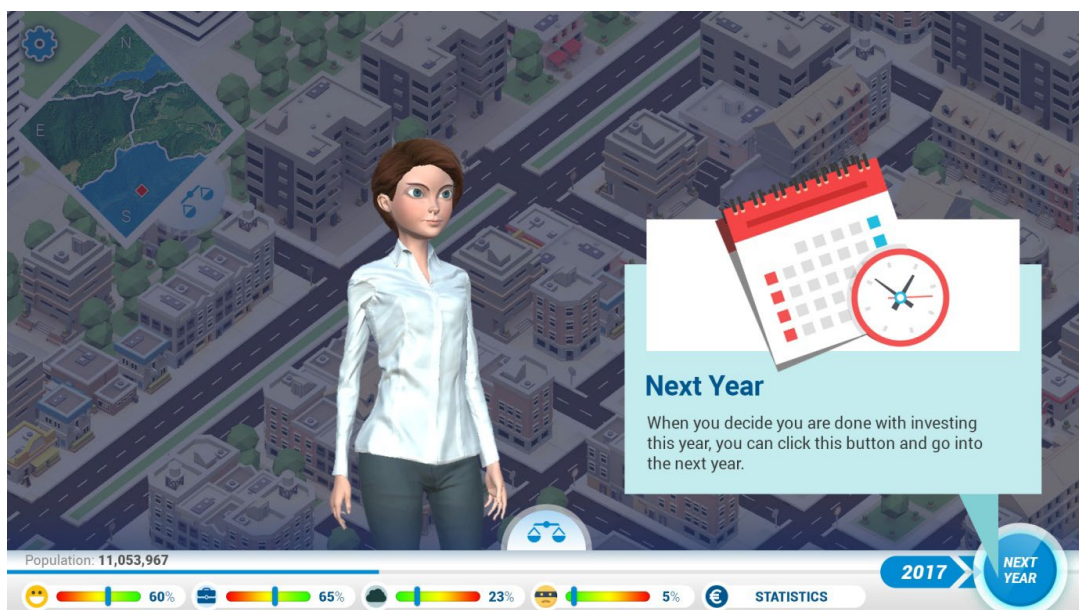 N
E
W
S
Next Year
When you decide you are done with investing
this year, you can click this button and go into
the next year.
Population: 11,053,967
2017
NEXT
YEAR
60%
65%
23%
5%
€
STATISTICS